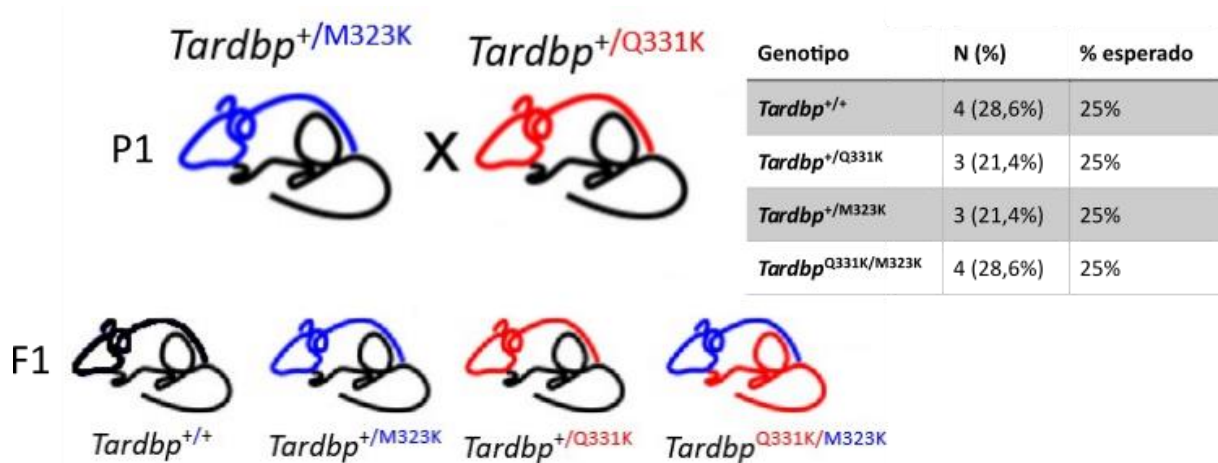 Tardbp+/M323K
Tardbp+/Q331K
P1
X
Genotipo N (%) % esperado
Tardbp+/+ 4 (28,6%) 25%
Tardbp+/Q331K 3 (21,4%) 25%
Tardbp+/M323K 3 (21,4%) 25%
TardbpQ331K/M323K 4 (28,6%) 25%
F1
Tardbp+/+ Tardbp+/M323K Tardbp+/Q331K TardbpQ331K/M323K